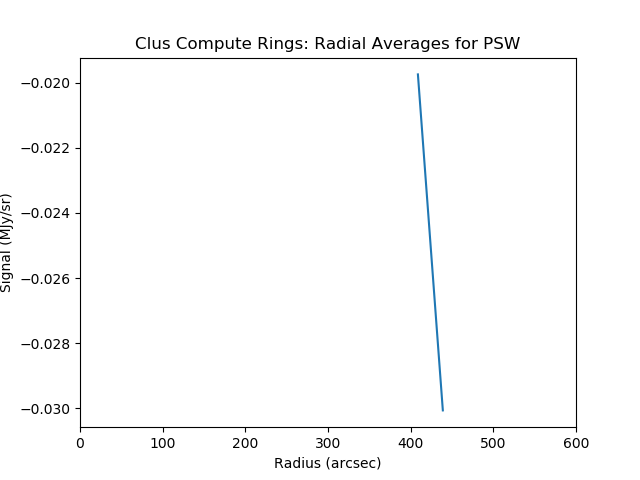 Clus Compute Rings: Radial Averages for PSW
−0.020
−0.022
−0.024
−0.026
−0.028
−0.030
Signal (MJy/sr)
0 100 200 300 400 500 600
Radius (arcsec)